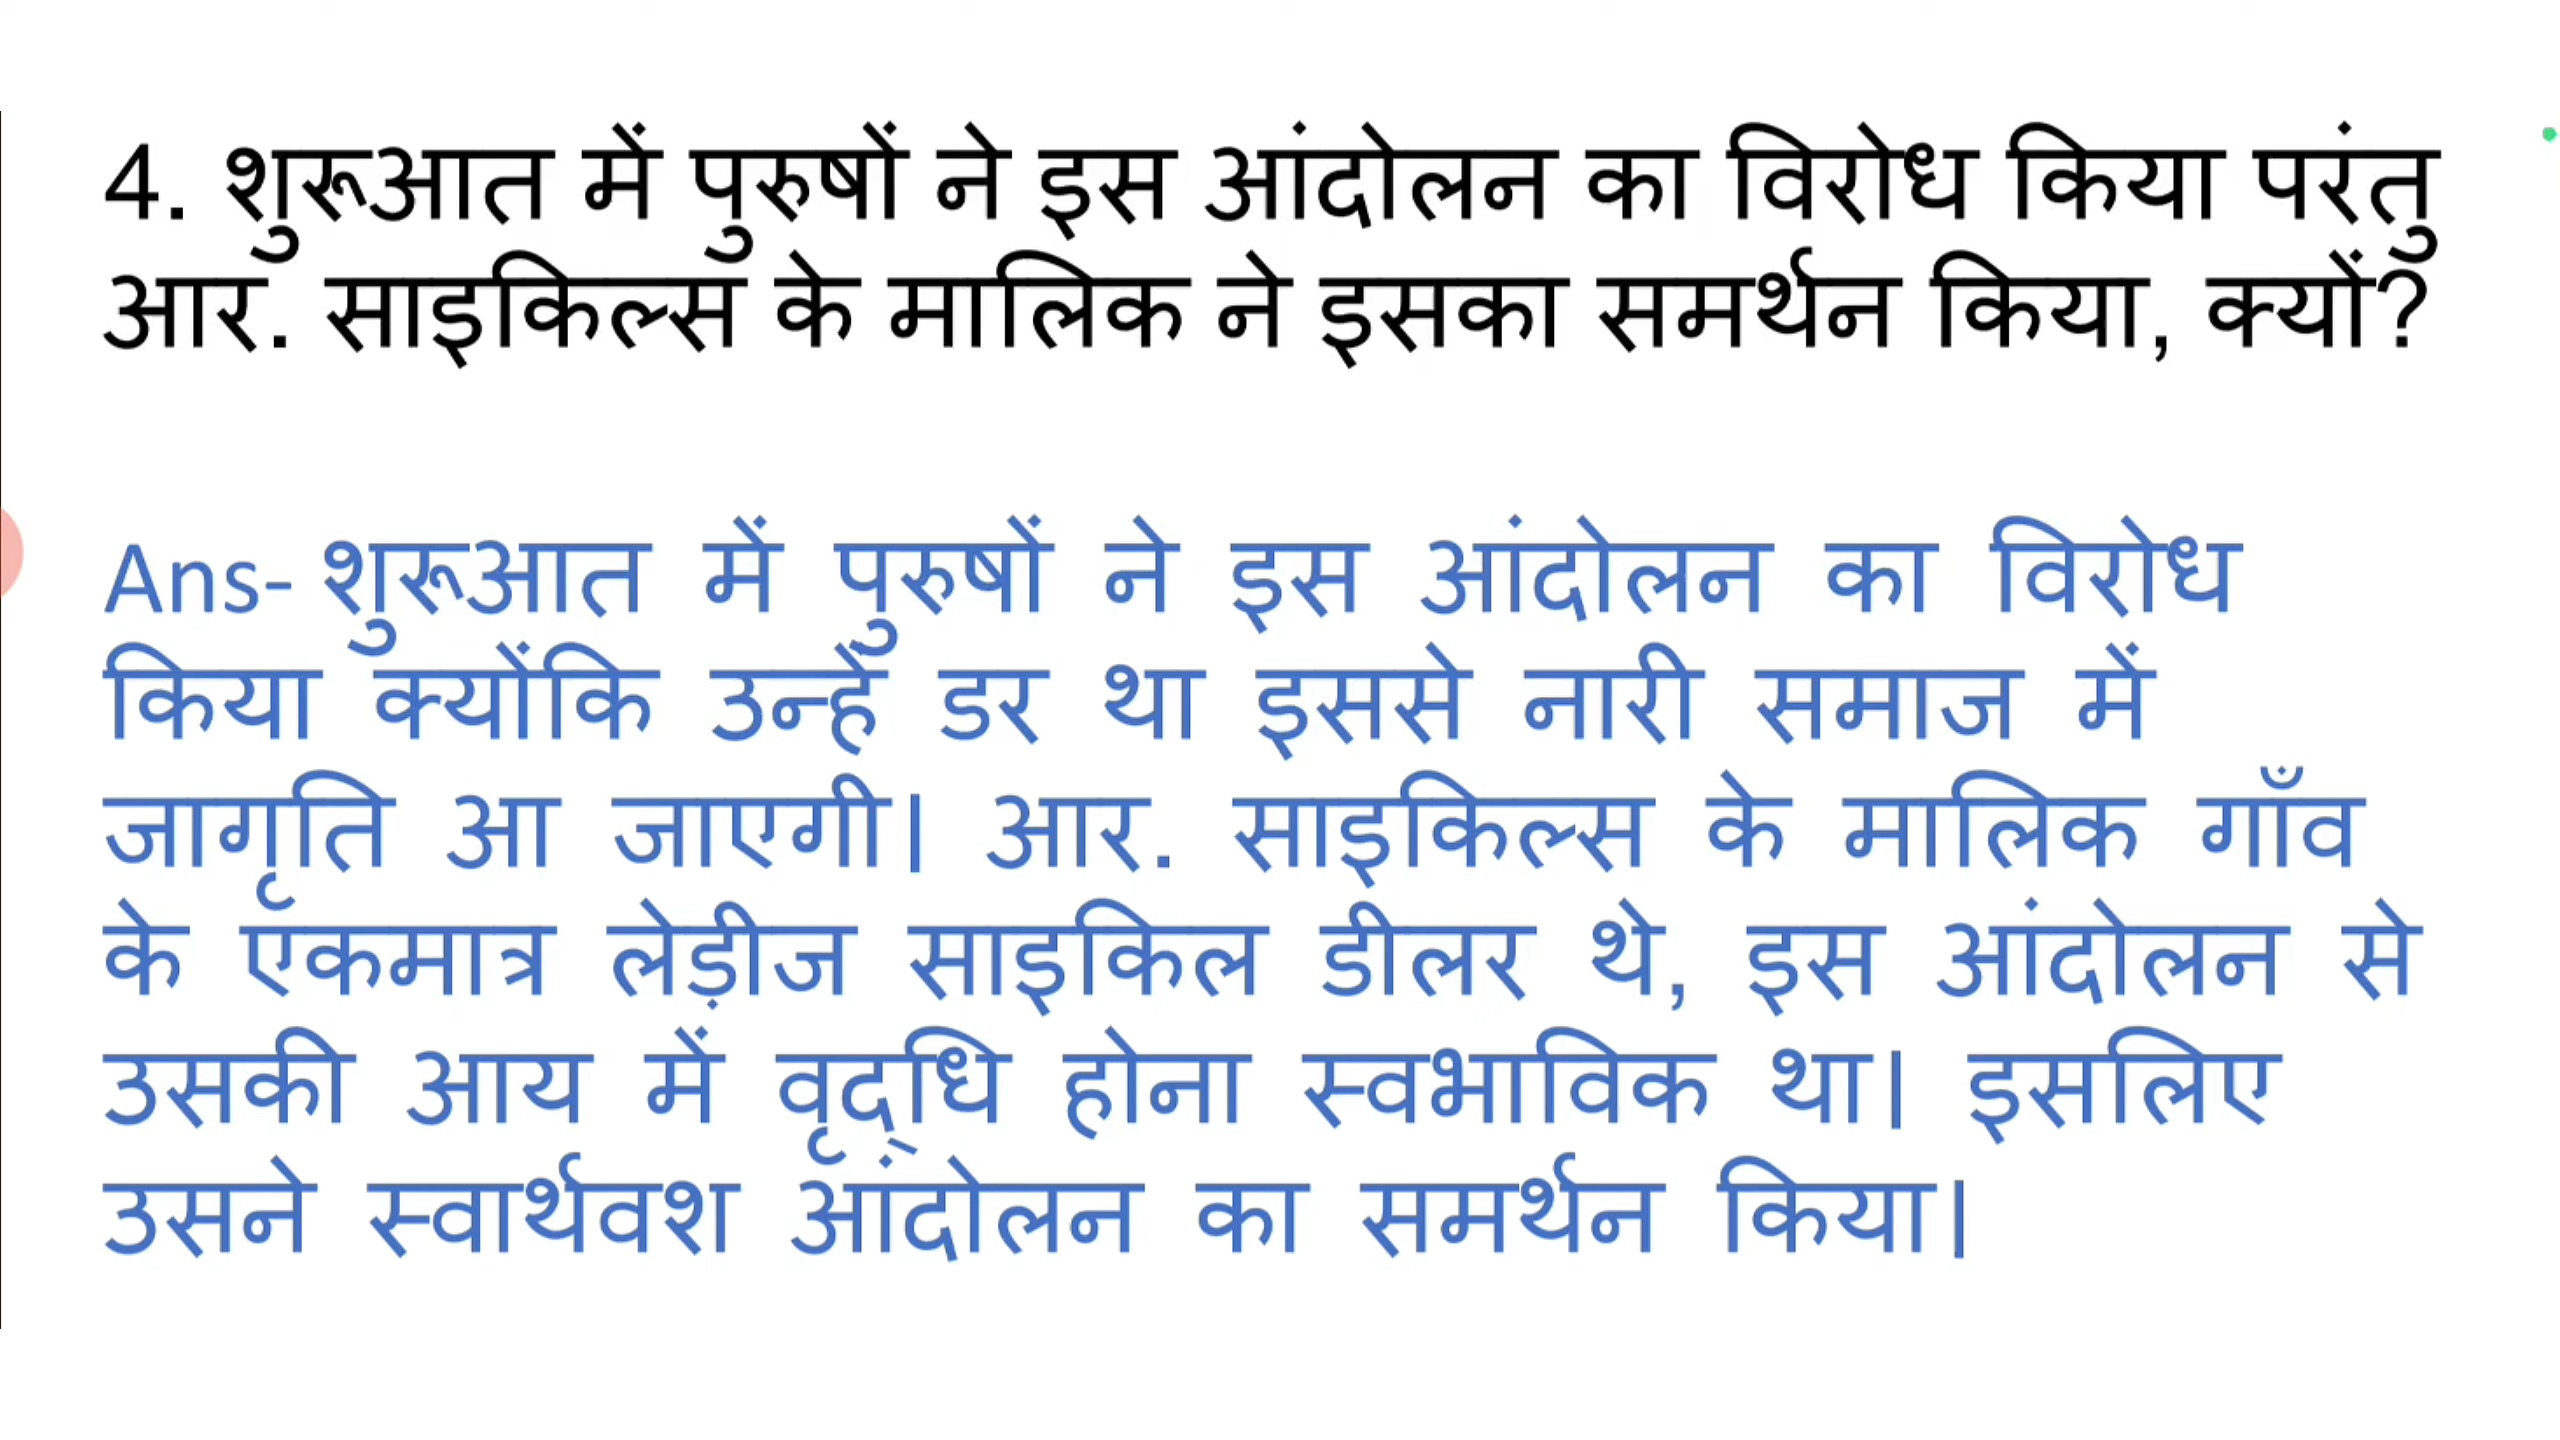 4. शुरूआत में पुरुषों ने इस आंदोलन का विरोध किया परंतु
आर. साइकिल्स के मालिक ने इसका समर्थन किया, क्यों?
Ans- शुरूआत में पुरुषों ने इस आंदोलन का विरोध
किया क्योंकि उन्हें डर था इससे नारी समाज में
जागृति आ जाएगी। आर. साइकिल्स के मालिक गाँव
के एकमात्र लेड़ीज साइकिल डीलर थे, इस आंदोलन से
उसकी आय में वृद्‌धि होना स्वभाविक था। इसलिए
उसने स्वार्थवश आंदोलन का समर्थन किया।